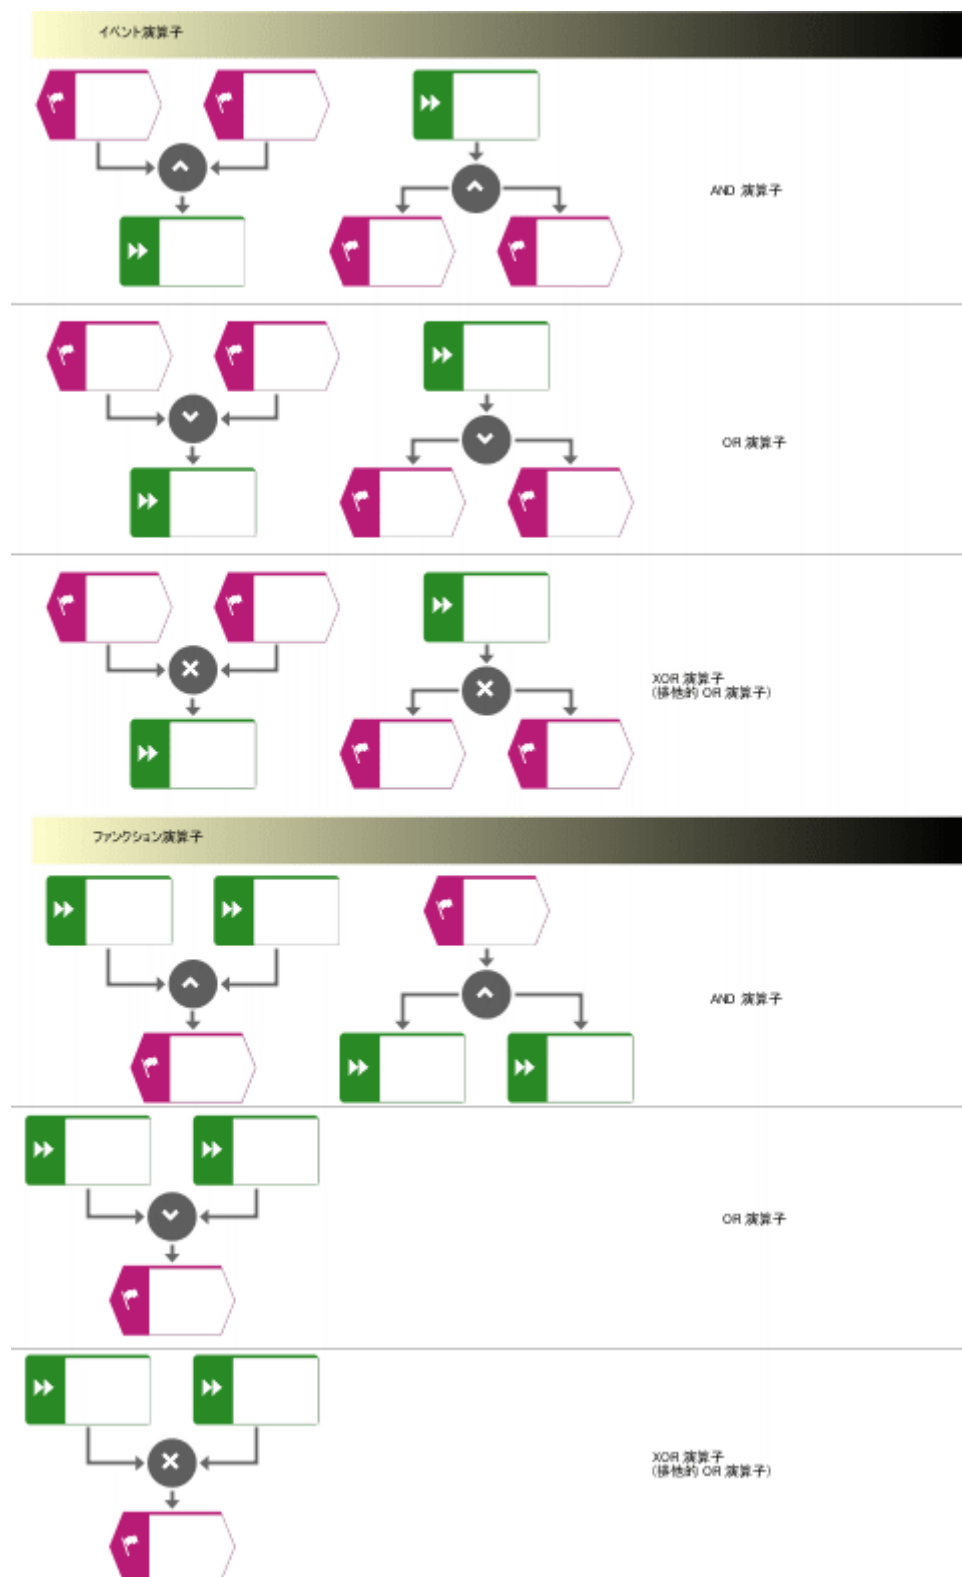 イベント演算子
AND 演算子
OR 演算子
XOR 演算子
(排他的 OR 演算子)
ファンクション演算子
AND 演算子
OR 演算子
XOR 演算子
(排他的 OR 演算子)